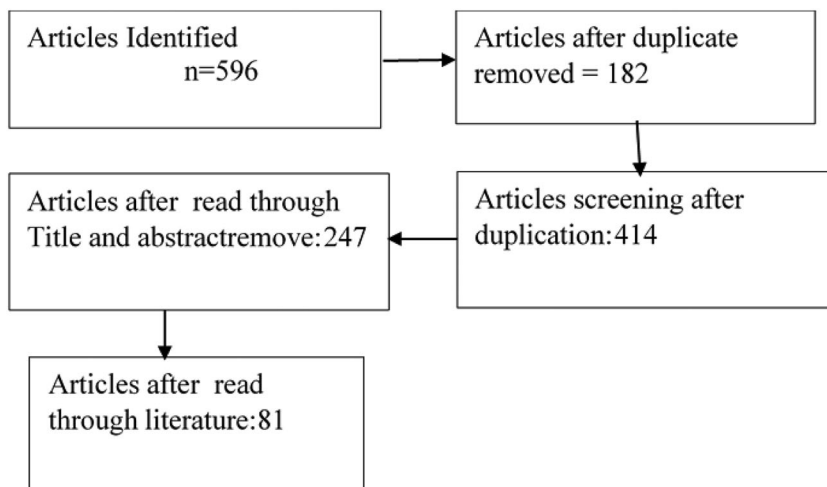 Articles Identified
n=596
Articles after duplicate
removed = 182
Articles screening after
duplication:414
Articles after read through
Title and abstractremove:247
Articles after read
through literature:81